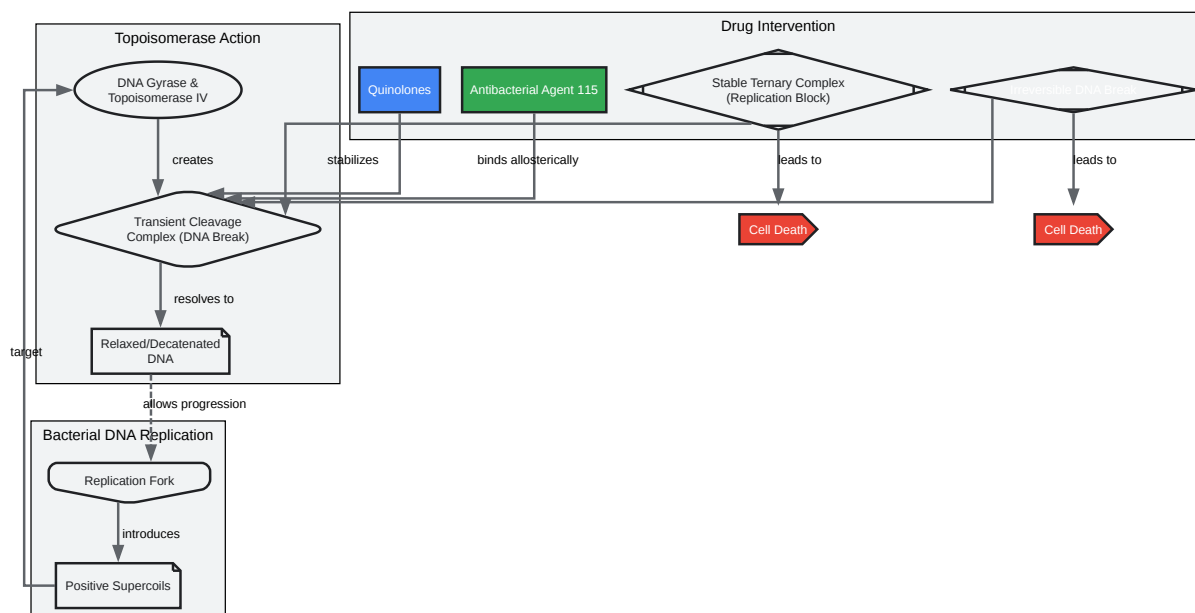 Topoisomerase Action
Drug Intervention
DNA Gyrase &
Topoisomerase IV
Quinolones
Antibacterial Agent 115
Stable Ternary Complex
(Replication Block)
Irreversible DNA Break
creates
stabilizes
binds allosterically
leads to
leads to
Transient Cleavage
Complex (DNA Break)
Cell Death
Cell Death
resolves to
Relaxed/Decatenated
DNA
target
allows progression
Bacterial DNA Replication
Replication Fork
introduces
Positive Supercoils